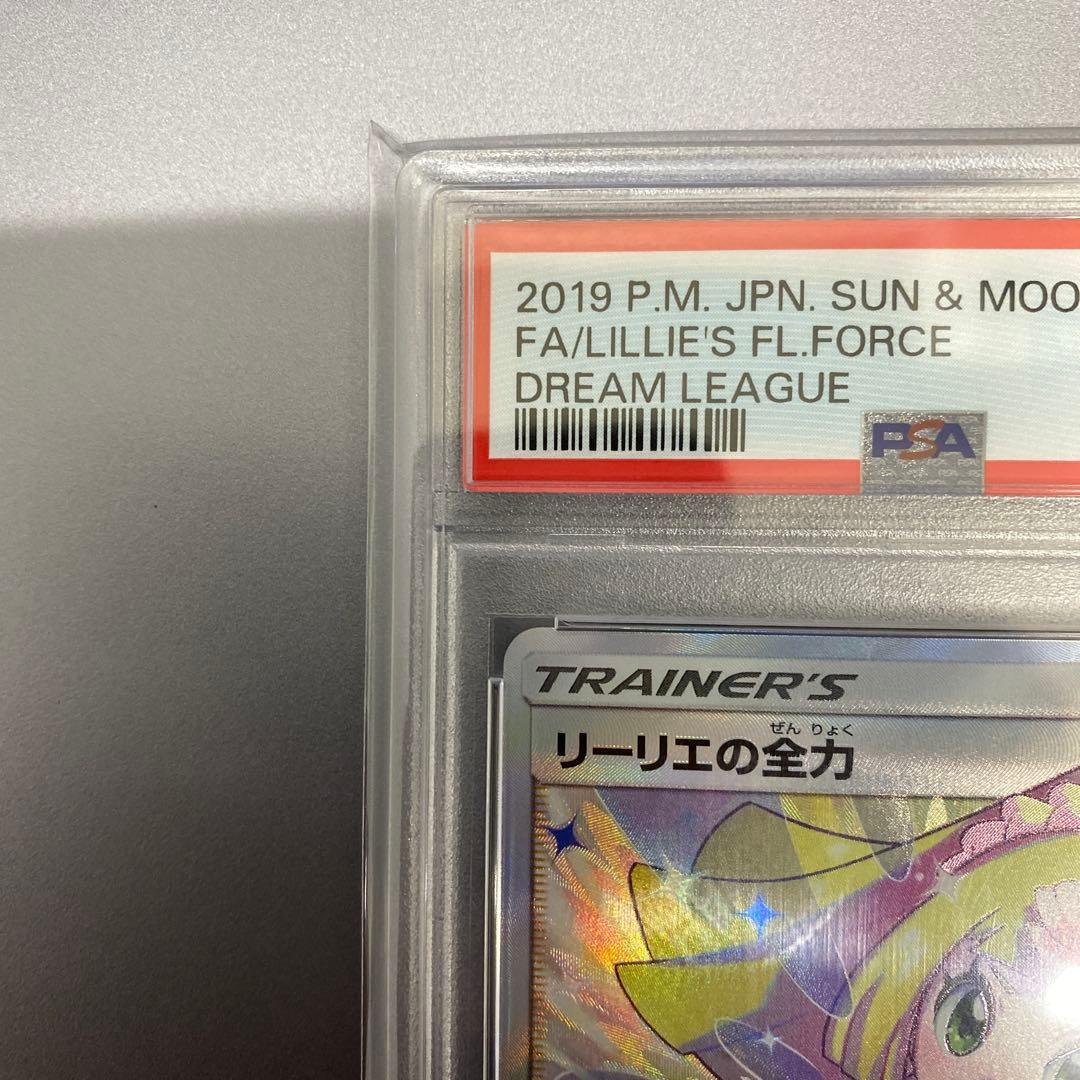 2019 P.M. JPN. SUN & MOO
FA/LILLIE'S FL.FORCE
DREAM LEAGUE
PSA
TRAINER'S
ぜん りょく
リーリエの全力